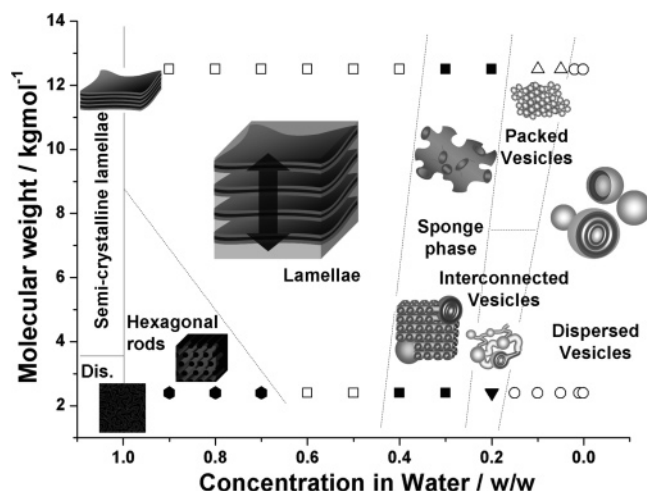 14
12
10
8
6
4
2
Molecular weight / kgmol⁻¹
Semi-crystalline lamellae
Dis.
Hexagonal
rods
Lamellae
Sponge
phase
Packed
Vesicles
Interconnected
Vesicles
Dispersed
Vesicles
1.0 0.8 0.6 0.4 0.2 0.0
Concentration in Water / w/w